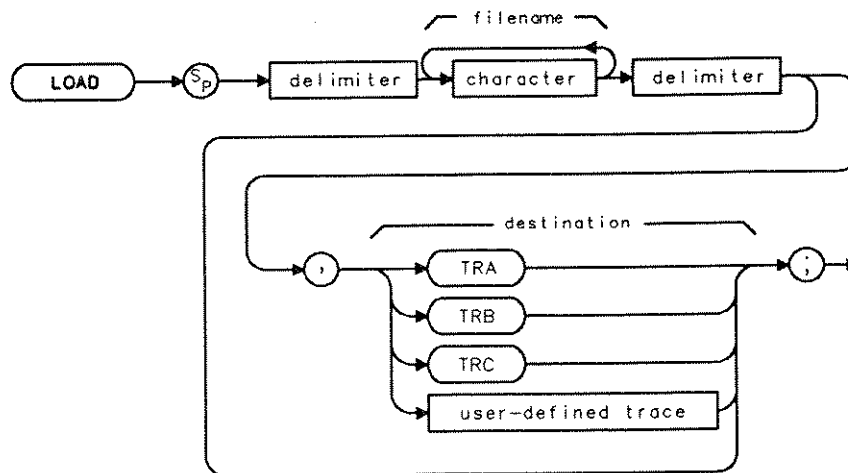 filename
LOAD SP delimiter character delimiter
destination
, TRA ;
TRB
TRC
user-defined trace